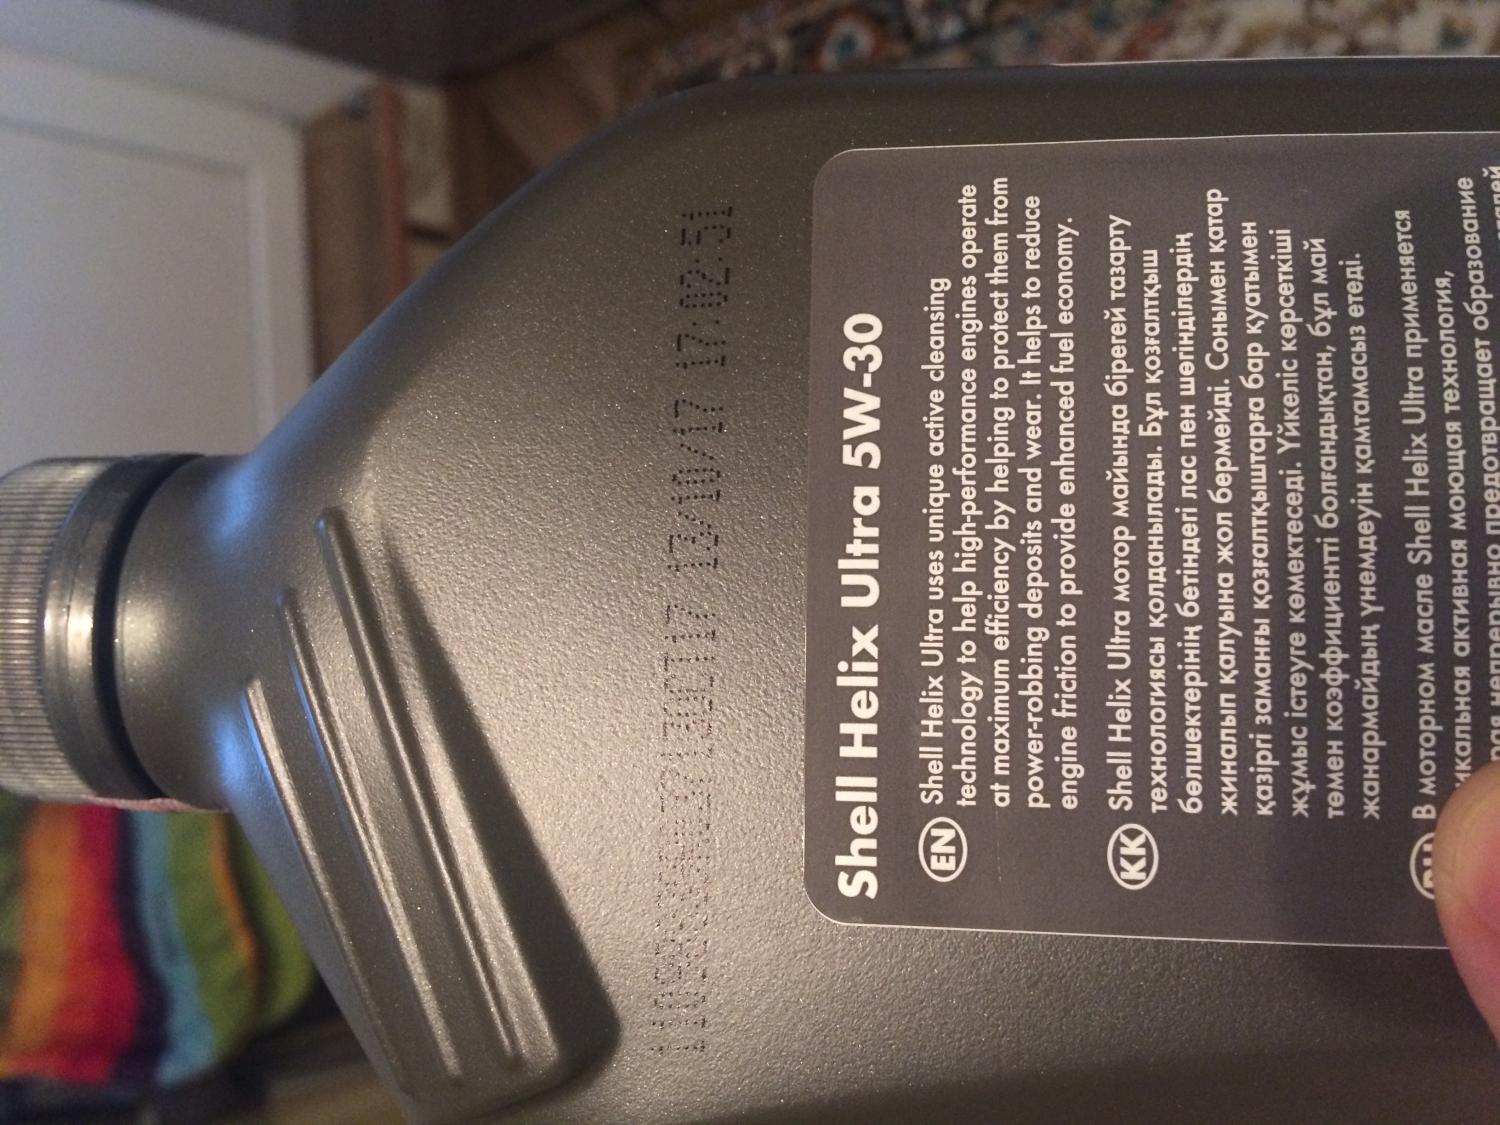 13/10/17 17:02:51
Shell Helix Ultra 5W-30
EN Shell Helix Ultra uses unique active cleansing
technology to help high-performance engines operate
at maximum efficiency by helping to protect them from
power-robbing deposits and wear. It helps to reduce
engine friction to provide enhanced fuel economy.
KK Shell Helix Ultra мотор майында бірегей тазарту
технологиясы қолданылады. Бұл қозғалтқыш
бөлшектерінің бетіндегі лас пен шөгінділердің
жиналып қалуына жол бермейді. Сонымен қатар
қазіргі заманғы қозғалтқыштарға бар қуатымен
жұмыс істеуге көмектеседі. Үйкеліс көрсеткіші
төмен коэффициенті болғандықтан, бұл май
жанармайдың үнемдеуін қамтамасыз етеді.
В моторном масле Shell Helix Ultra применяется
активная моющая технология,
непрерывно предотвращает образование